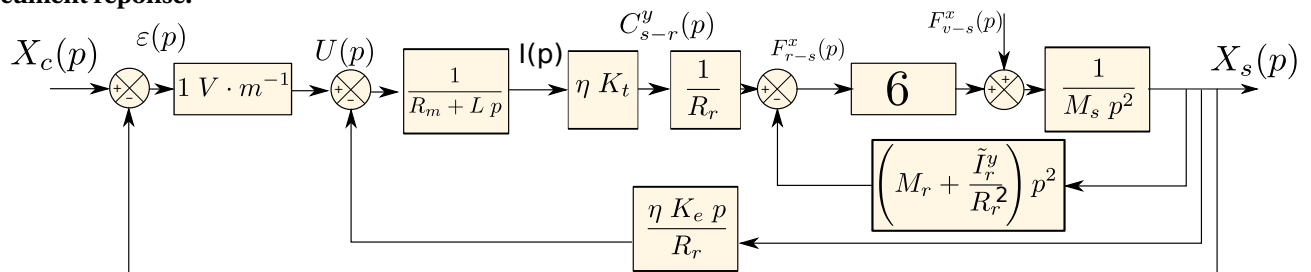 cument réponse.
X_c(p)
ε(p)
+
-
1 V · m^{-1}
U(p)
+
-
1 / (R_m + L p)
I(p)
η K_t
C^y_{s-r}(p)
1 / R_r
F^x_{r-s}(p)
+
-
6
F^x_{v-s}(p)
+
+
1 / (M_s p^2)
X_s(p)
(M_r + Ĩ^y_r / R_r^2) p^2
η K_e p / R_r